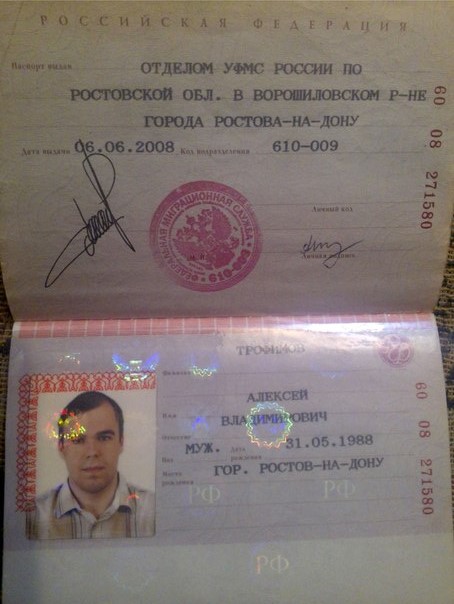 РОССИЙСКАЯ ФЕДЕРАЦИЯ
Паспорт выдан ОТДЕЛОМ УФМС РОССИИ ПО
РОСТОВСКОЙ ОБЛ. В ВОРОШИЛОВСКОМ Р-НЕ
ГОРОДА РОСТОВА-НА-ДОНУ
Дата выдачи 06.06.2008 Код подразделения 610-009
60 08 271580
Личный код
ФЕДЕРАЛЬНАЯ МИГРАЦИОННАЯ СЛУЖБА
610-009
М.П.
Личная подпись
ТРОФИМОВ
Фамилия
АЛЕКСЕЙ
Имя
ВЛАДИМИРОВИЧ
Отчество
МУЖ. Дата рождения 31.05.1988
Пол
Место рождения ГОР. РОСТОВ-НА-ДОНУ
60 08 271580
РФ РФ
РФ